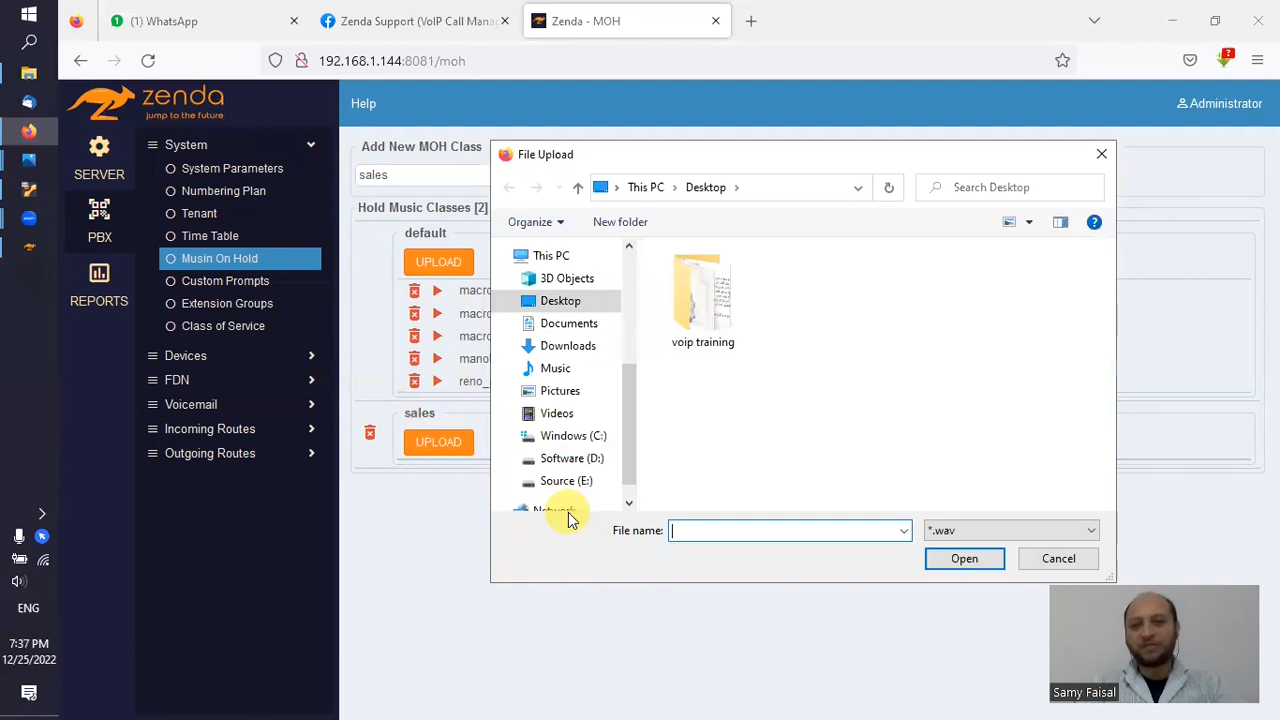 (1) WhatsApp
Zenda Support (VoIP Call Mana
Zenda - MOH
192.168.1.144:8081/moh
zenda
jump to the future
Help
Administrator
SERVER
PBX
REPORTS
System
System Parameters
Numbering Plan
Tenant
Time Table
Musin On Hold
Custom Prompts
Extension Groups
Class of Service
Devices
FDN
Voicemail
Incoming Routes
Outgoing Routes
Add New MOH Class
sales
Hold Music Classes [2]
default
UPLOAD
macro
macro
macro
mano
reno_
sales
UPLOAD
File Upload
This PC
Desktop
Search Desktop
Organize
New folder
This PC
3D Objects
Desktop
Documents
Downloads
Music
Pictures
Videos
Windows (C:)
Software (D:)
Source (E:)
Network
voip training
File name:
*.wav
Open
Cancel
ENG
7:37 PM
12/25/2022
Samy Faisal